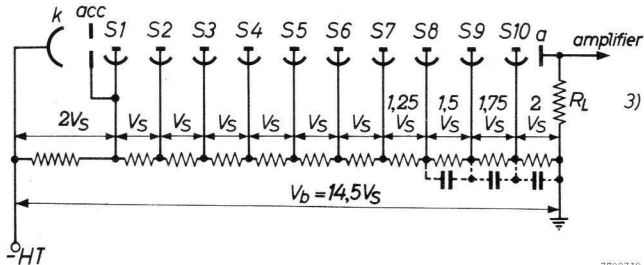 k acc S1 S2 S3 S4 S5 S6 S7 S8 S9 S10 a amplifier
RL 3)
1,25 1,5 1,75 2
2VS VS VS VS VS VS VS VS VS VS VS
Vb = 14,5VS
-HT